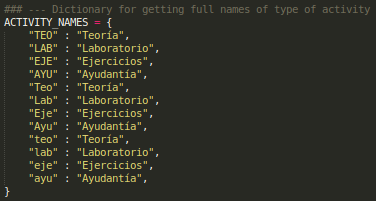 ### --- Dictionary for getting full names of type of activity
ACTIVITY_NAMES = {
    "TEO" : "Teoría",
    "LAB" : "Laboratorio",
    "EJE" : "Ejercicios",
    "AYU" : "Ayudantía",
    "Teo" : "Teoría",
    "Lab" : "Laboratorio",
    "Eje" : "Ejercicios",
    "Ayu" : "Ayudantía",
    "teo" : "Teoría",
    "lab" : "Laboratorio",
    "eje" : "Ejercicios",
    "ayu" : "Ayudantía",
}